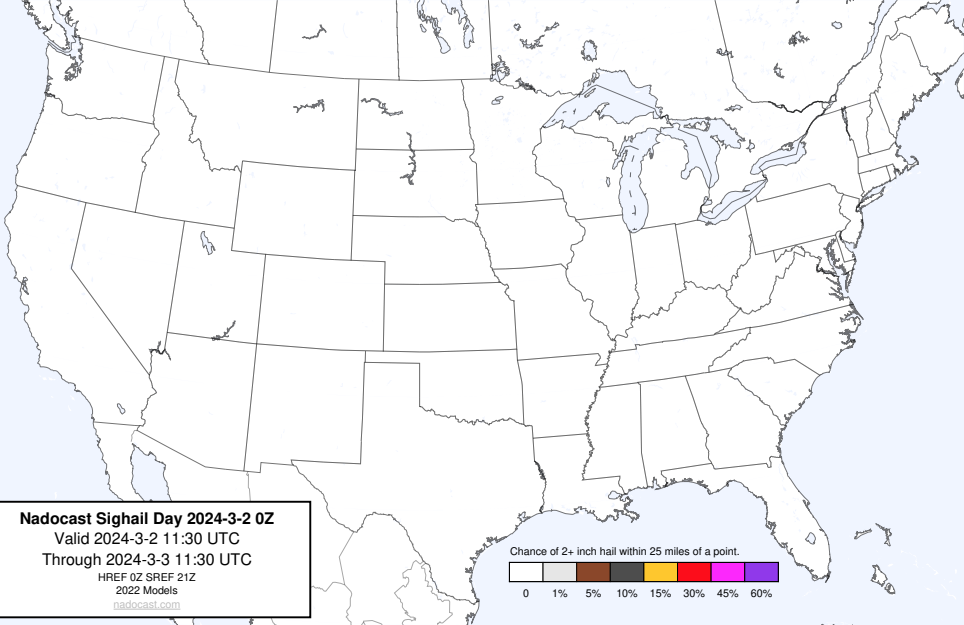 Nadocast Sighail Day 2024-3-2 0Z
Valid 2024-3-2 11:30 UTC
Through 2024-3-3 11:30 UTC
HREF 0Z SREF 21Z
2022 Models
nadocast.com
Chance of 2+ inch hail within 25 miles of a point.
0 1% 5% 10% 15% 30% 45% 60%